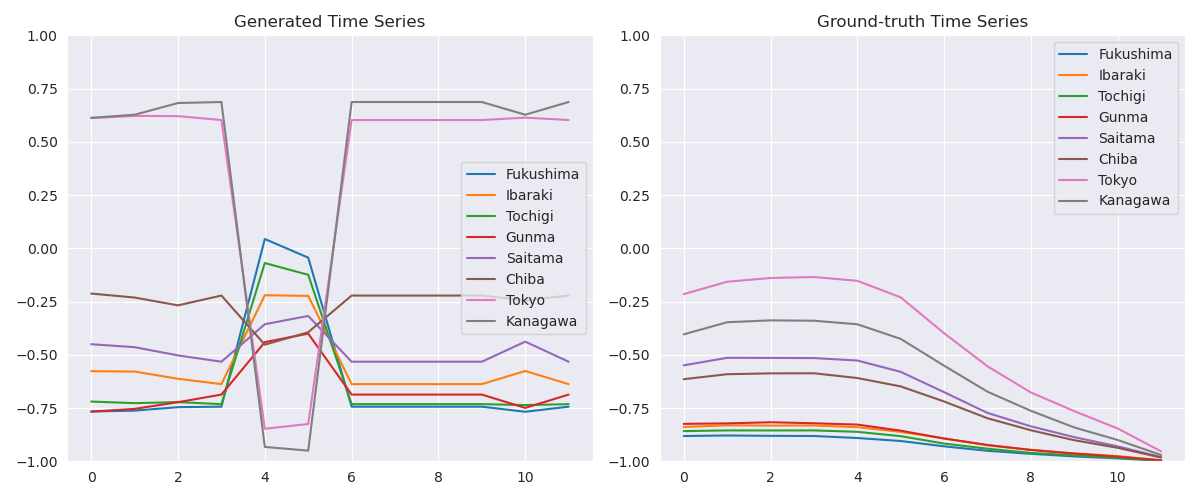 Generated Time Series
1.00
0.75
0.50
0.25
0.00
−0.25
−0.50
−0.75
−1.00
0 2 4 6 8 10
Fukushima
Ibaraki
Tochigi
Gunma
Saitama
Chiba
Tokyo
Kanagawa
Ground-truth Time Series
1.00
0.75
0.50
0.25
0.00
−0.25
−0.50
−0.75
−1.00
0 2 4 6 8 10
Fukushima
Ibaraki
Tochigi
Gunma
Saitama
Chiba
Tokyo
Kanagawa